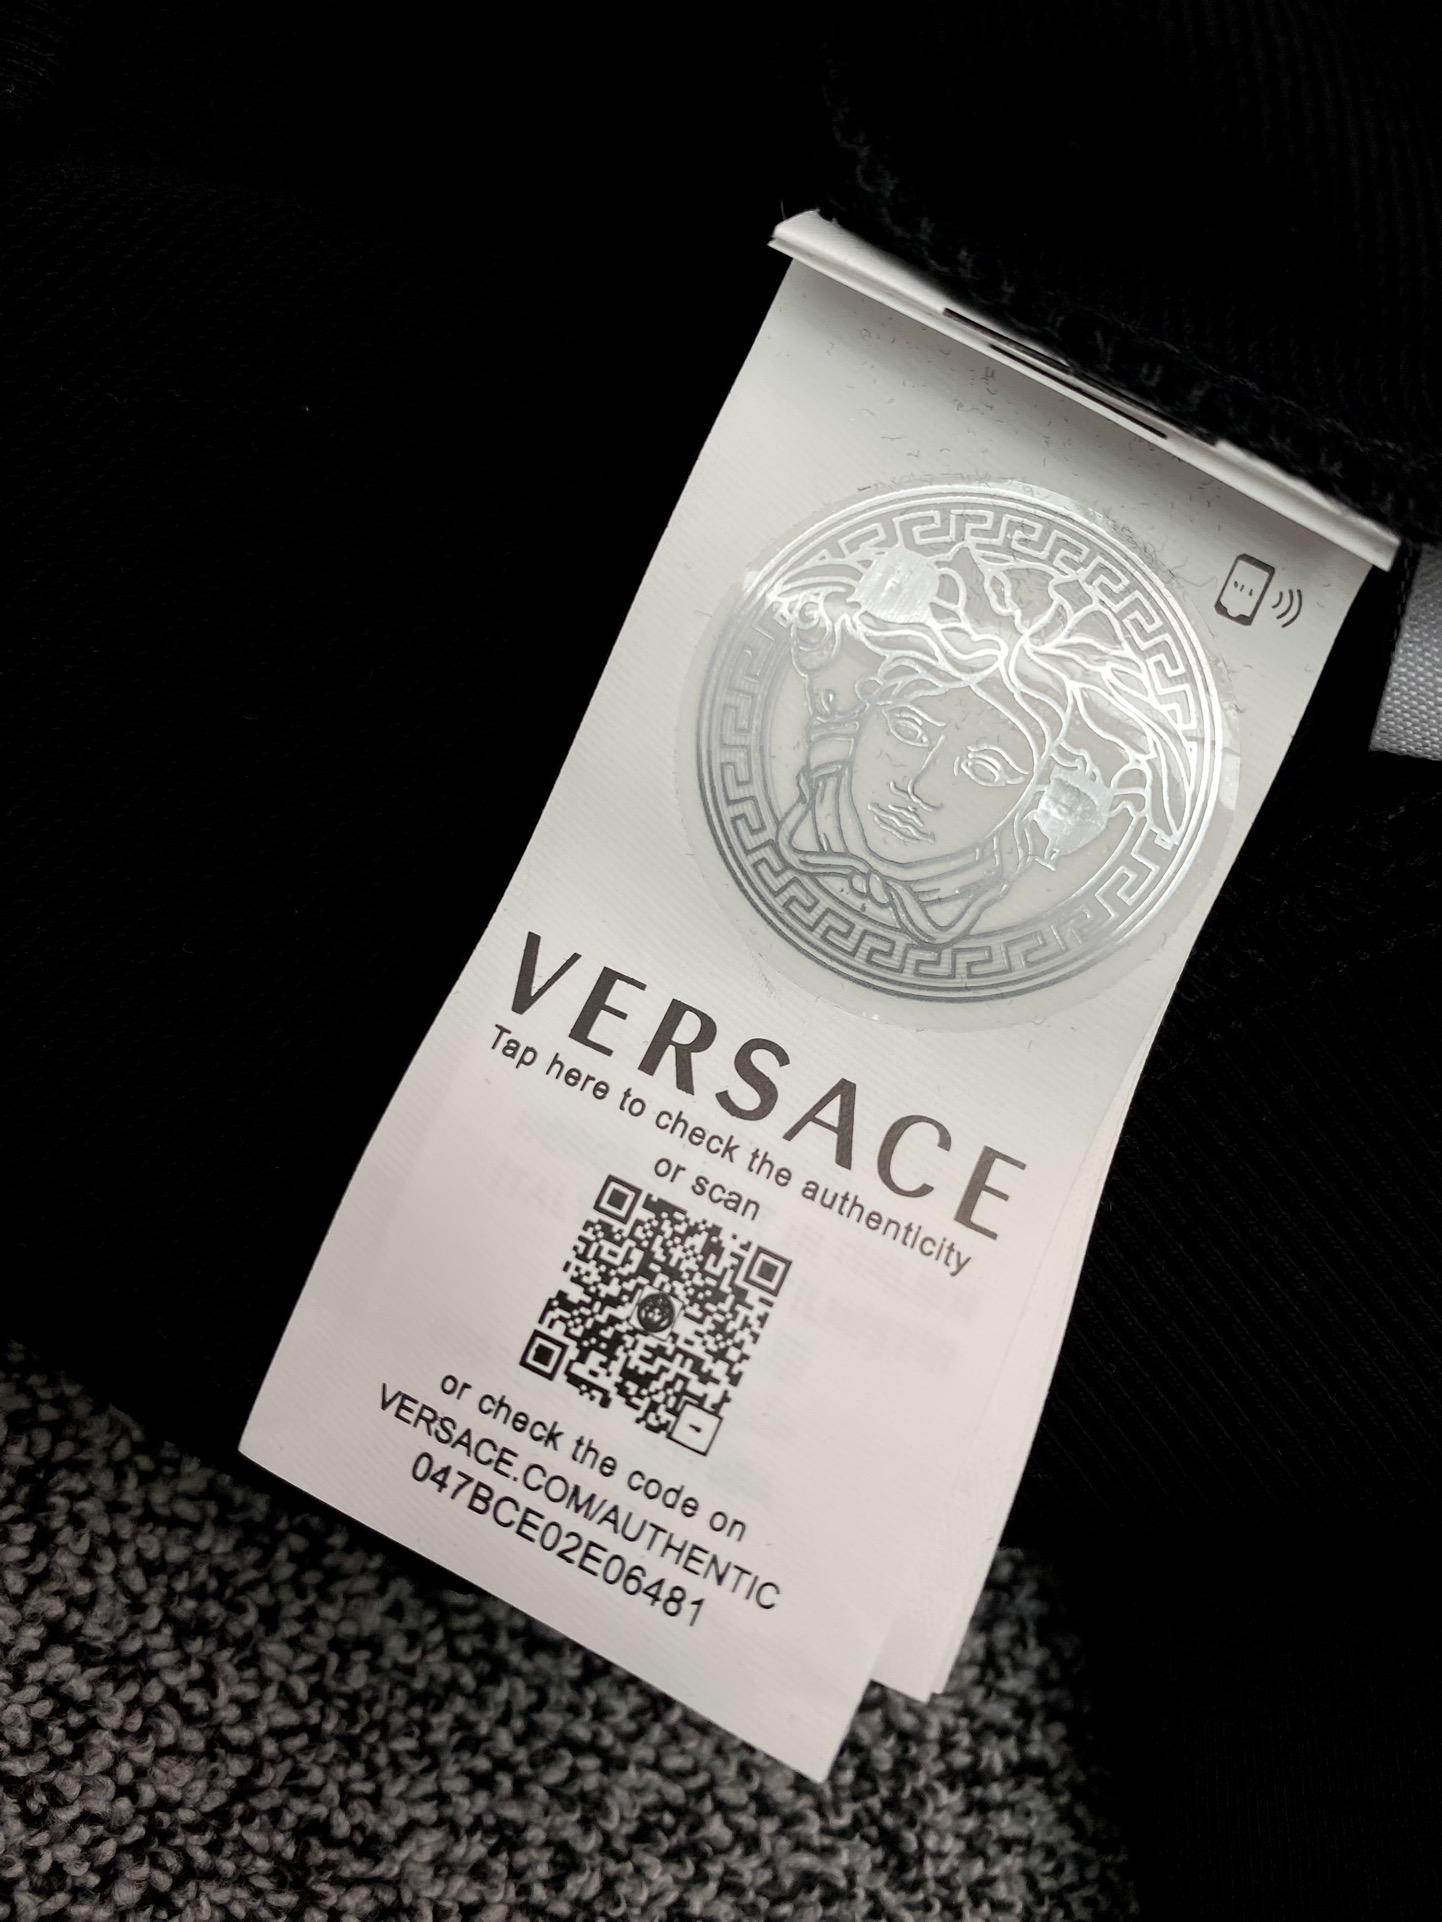 VERSACE
Tap here to check the authenticity
or scan
or check the code on
VERSACE.COM/AUTHENTIC
047BCE02E06481